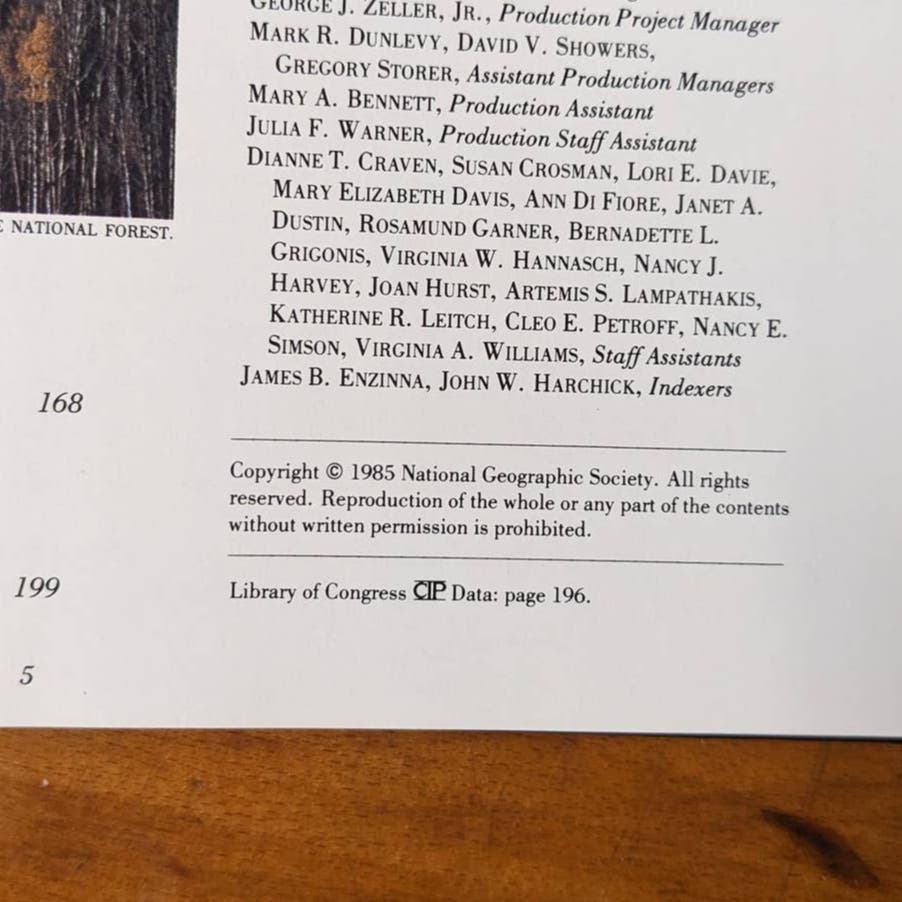 GEORGE J. ZELLER, JR., Production Project Manager
MARK R. DUNLEVY, DAVID V. SHOWERS,
GREGORY STORER, Assistant Production Managers
MARY A. BENNETT, Production Assistant
JULIA F. WARNER, Production Staff Assistant
DIANNE T. CRAVEN, SUSAN CROSMAN, LORI E. DAVIE,
MARY ELIZABETH DAVIS, ANN DI FIORE, JANET A.
DUSTIN, ROSAMUND GARNER, BERNADETTE L.
GRIGONIS, VIRGINIA W. HANNASCH, NANCY J.
HARVEY, JOAN HURST, ARTEMIS S. LAMPATHAKIS,
KATHERINE R. LEITCH, CLEO E. PETROFF, NANCY E.
SIMSON, VIRGINIA A. WILLIAMS, Staff Assistants
JAMES B. ENZINNA, JOHN W. HARCHICK, Indexers
Copyright © 1985 National Geographic Society. All rights
reserved. Reproduction of the whole or any part of the contents
without written permission is prohibited.
Library of Congress CIP Data: page 196.
NATIONAL FOREST.
168
199
5